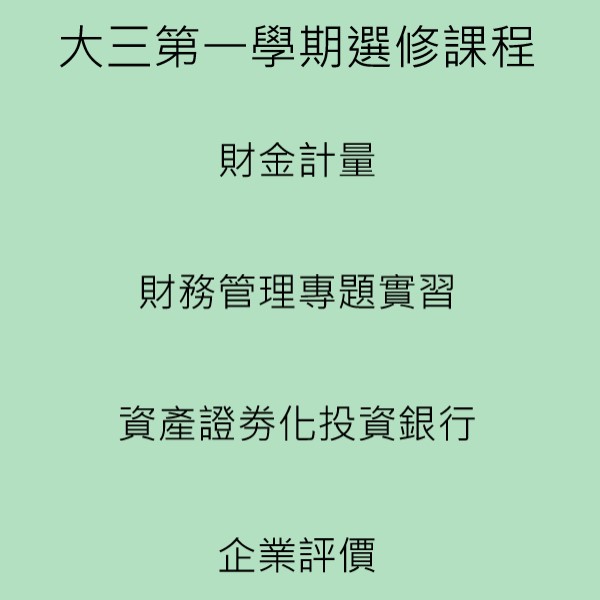 大三第一學期選修課程
財金計量
財務管理專題實習
資產證券化投資銀行
企業評價